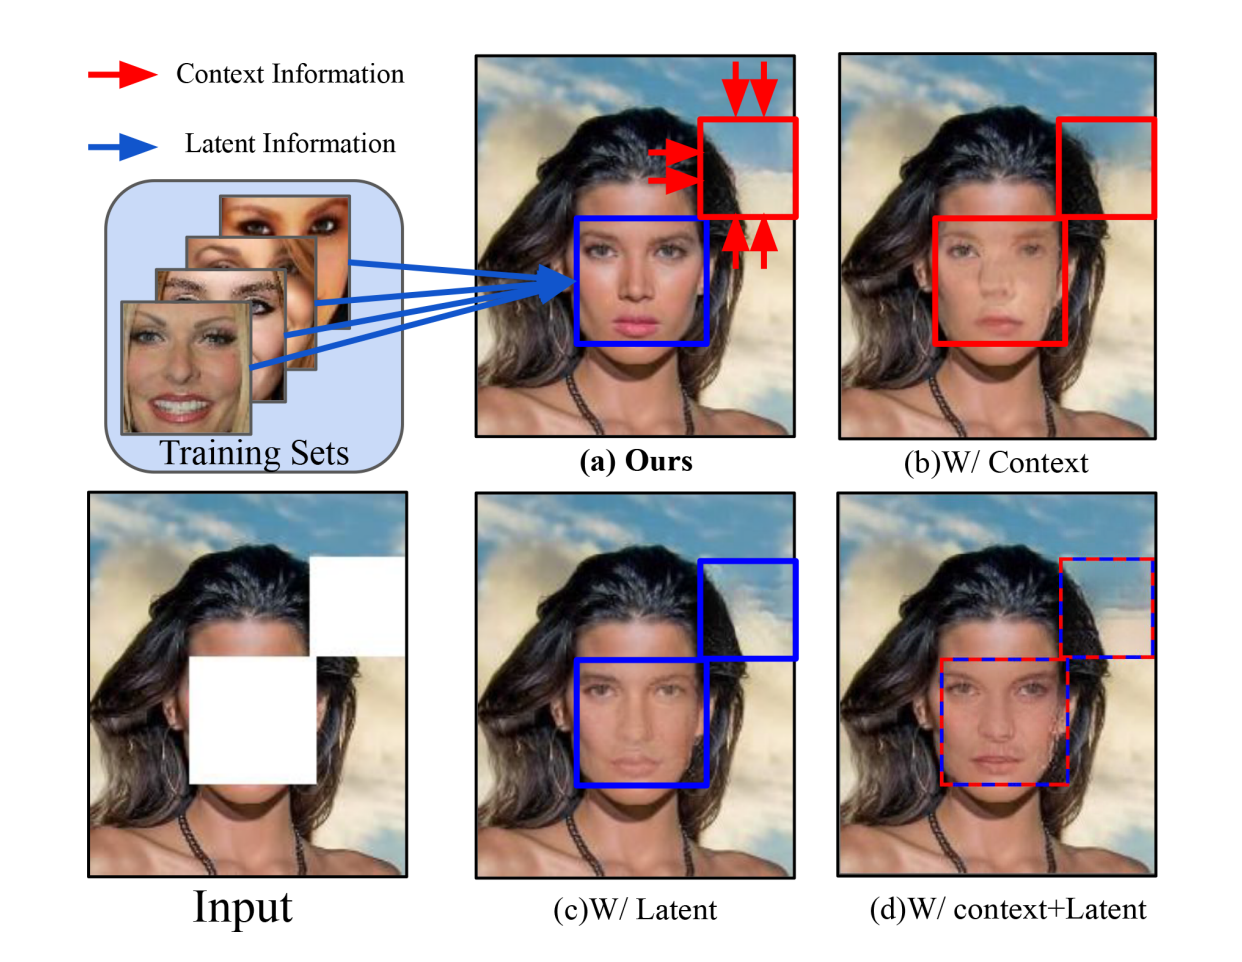 Context Information
Latent Information
Training Sets
(a) Ours
(b)W/ Context
Input
(c)W/ Latent
(d)W/ context+Latent